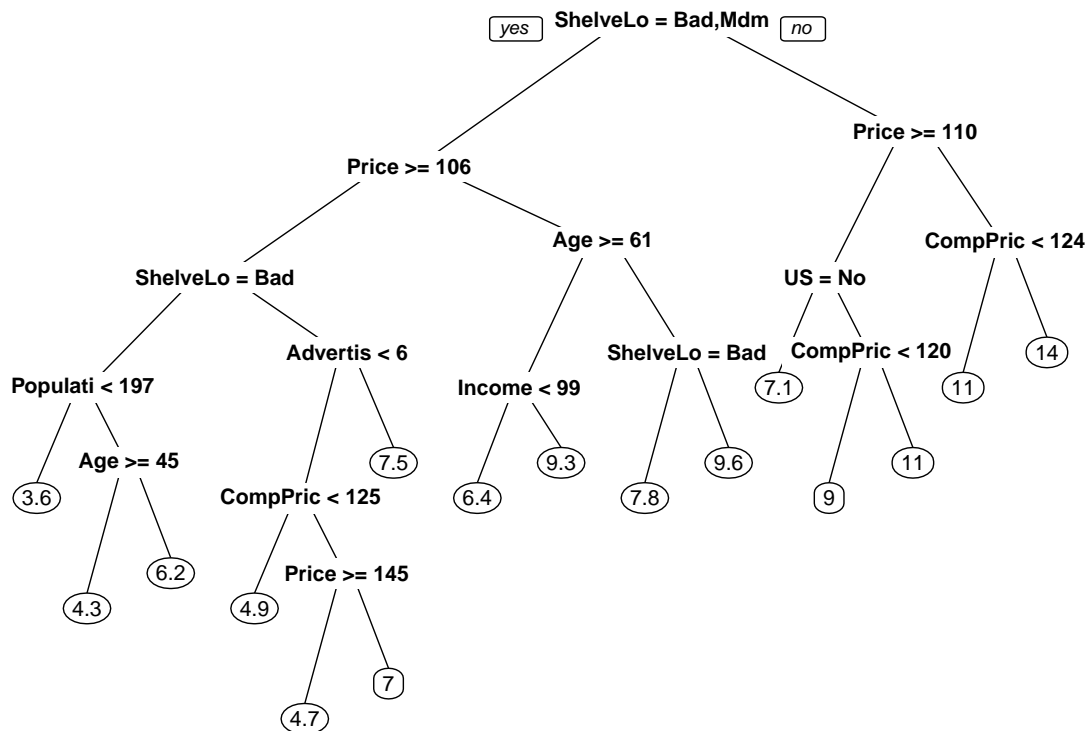 yes ShelveLo = Bad,Mdm no
Price >= 110
Price >= 106
Age >= 61 CompPric < 124
ShelveLo = Bad US = No
Advertis < 6 ShelveLo = Bad CompPric < 120 14
Populati < 197 Income < 99 7.1 11
Age >= 45 7.5 9.3 9.6 11
3.6 CompPric < 125 6.4 7.8 9
6.2 Price >= 145
4.3 4.9
7
4.7